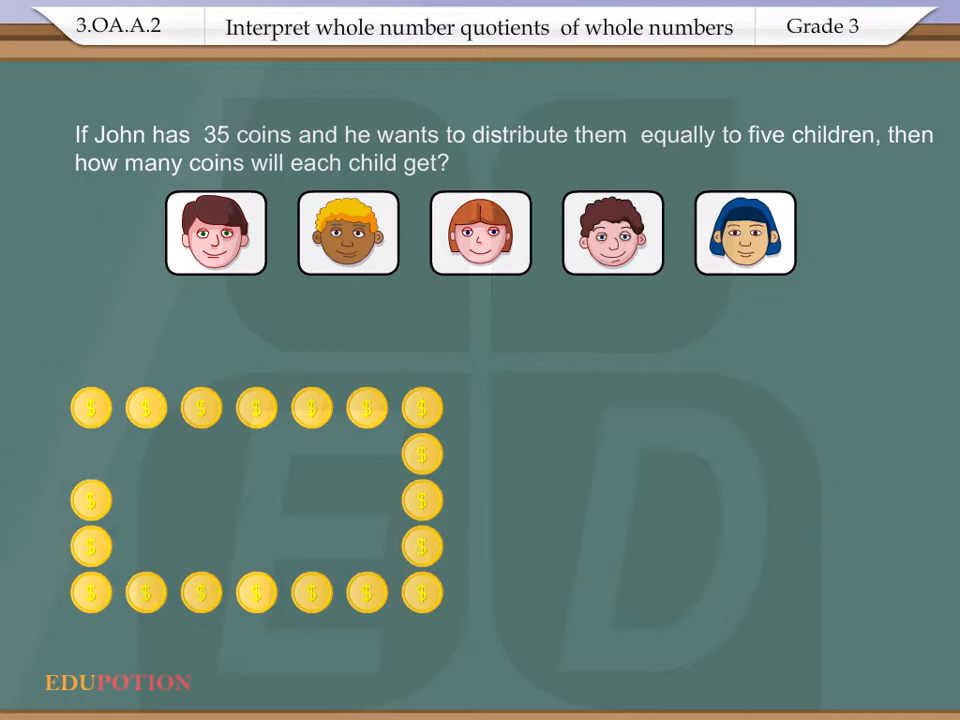 3.OA.A.2 Interpret whole number quotients of whole numbers Grade 3
If John has 35 coins and he wants to distribute them equally to five children, then
how many coins will each child get?
$ $ $ $ $ $ $
$
$ $
$ $
$ $ $ $ $ $ $
ED
EDUPOTION